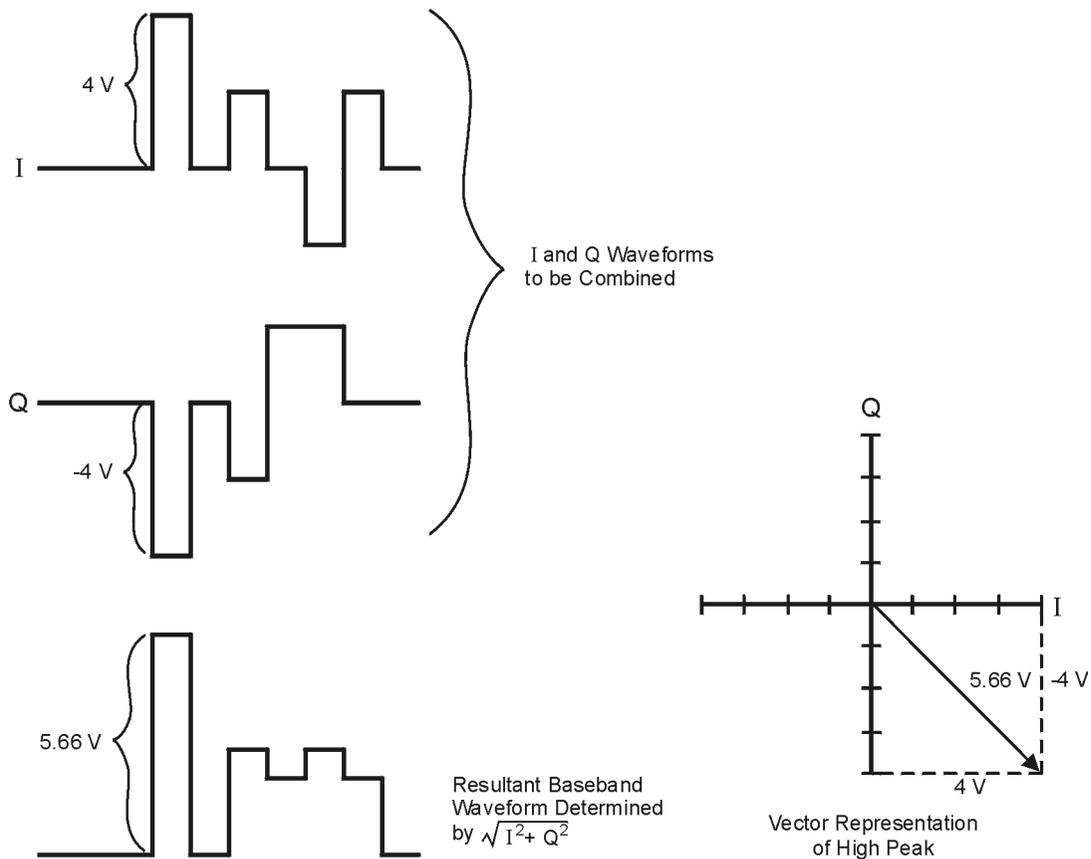 4 V
I
I and Q Waveforms
to be Combined
Q
-4 V
Q
I
5.66 V
-4 V
4 V
5.66 V
Resultant Baseband
Waveform Determined
by √I²+ Q²
Vector Representation
of High Peak